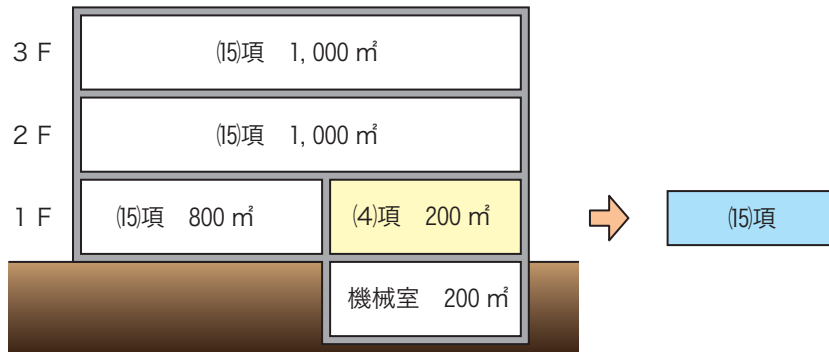 3 F ⒂項 1,000 ㎡
2 F ⒂項 1,000 ㎡
1 F ⒂項 800 ㎡ ⑷項 200 ㎡ ⒂項
機械室 200 ㎡